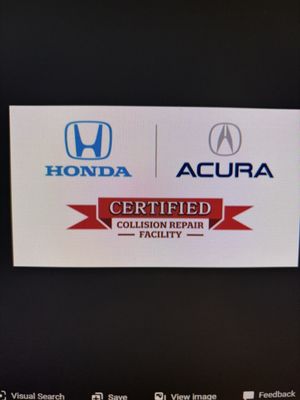 HONDA
ACURA
CERTIFIED
COLLISION REPAIR
FACILITY
Visual Search
Save
View image
Feedback